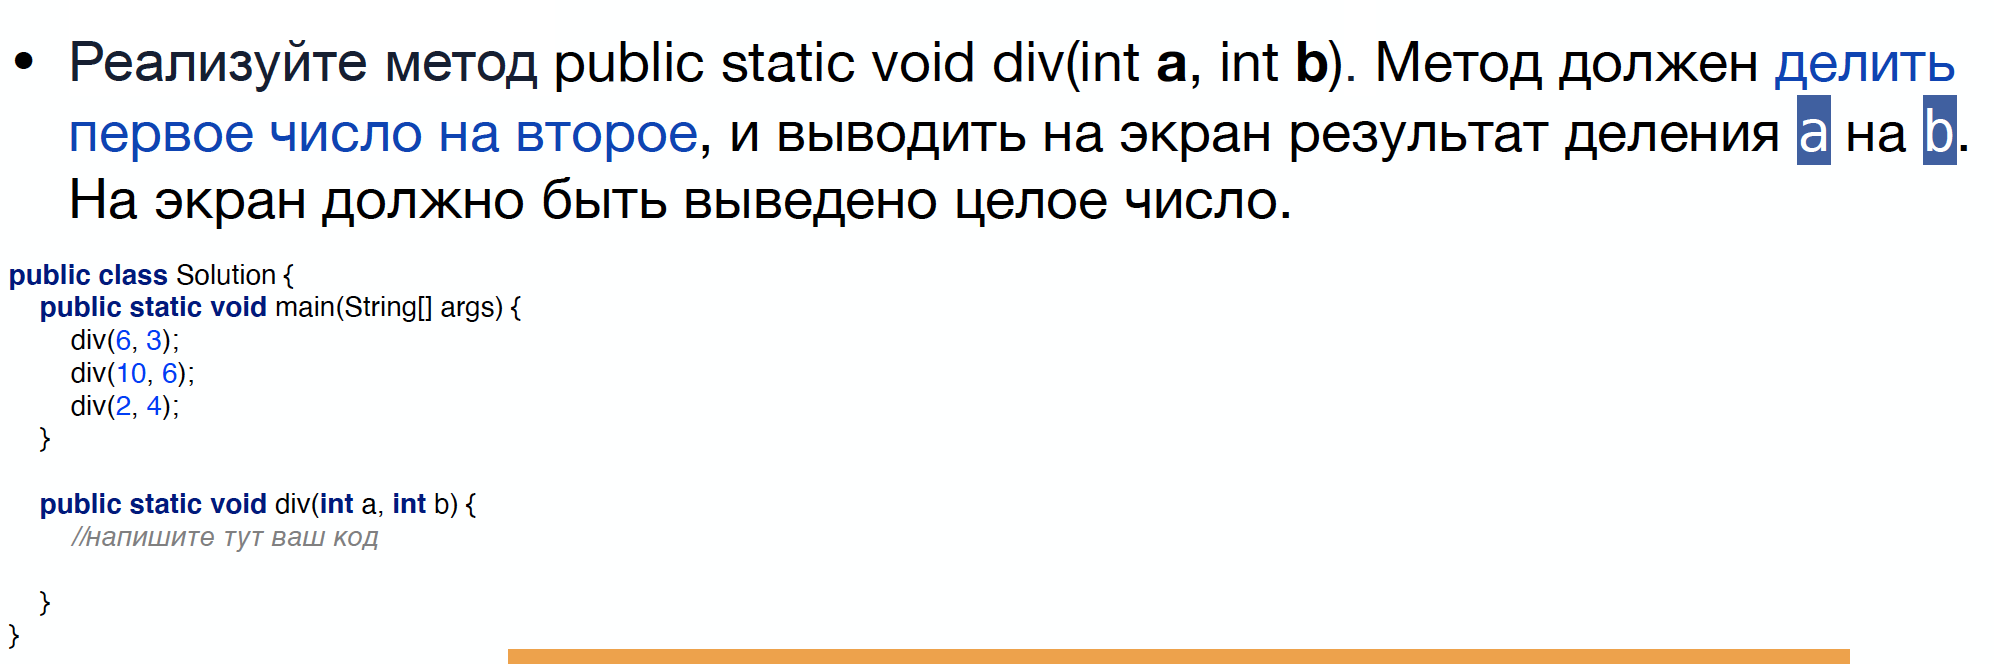 • Реализуйте метод public static void div(int a, int b). Метод должен делить
первое число на второе, и выводить на экран результат деления a на b.
На экран должно быть выведено целое число.
public class Solution {
public static void main(String[] args) {
div(6, 3);
div(10, 6);
div(2, 4);
}
public static void div(int a, int b) {
//напишите тут ваш код
}
}